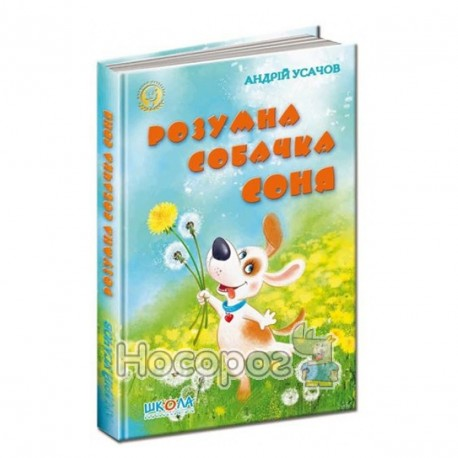 АНДРІЙ УСАЧОВ
РОЗУМНА
СОБАЧКА
СОНЯ
РОЗУМНА СОБАЧКА СОНЯ
Носорог
ШКОЛА